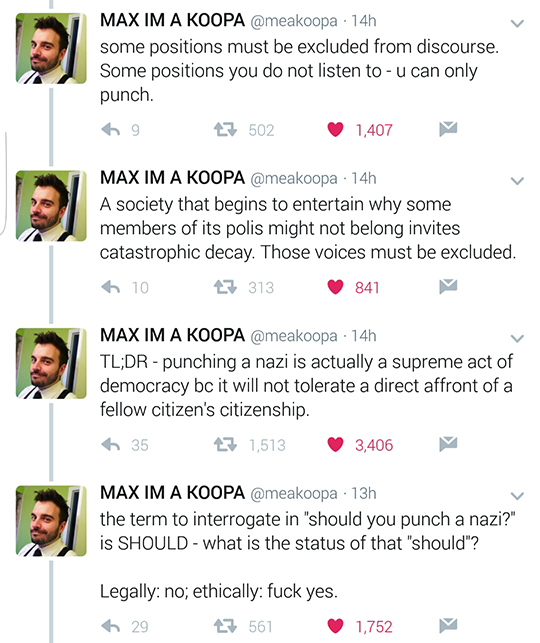 MAX IM A KOOPA @meakoopa · 14h
some positions must be excluded from discourse.
Some positions you do not listen to - u can only
punch.
9 502 1,407
MAX IM A KOOPA @meakoopa · 14h
A society that begins to entertain why some
members of its polis might not belong invites
catastrophic decay. Those voices must be excluded.
10 313 841
MAX IM A KOOPA @meakoopa · 14h
TL;DR - punching a nazi is actually a supreme act of
democracy bc it will not tolerate a direct affront of a
fellow citizen's citizenship.
35 1,513 3,406
MAX IM A KOOPA @meakoopa · 13h
the term to interrogate in "should you punch a nazi?"
is SHOULD - what is the status of that "should"?
Legally: no; ethically: fuck yes.
29 561 1,752